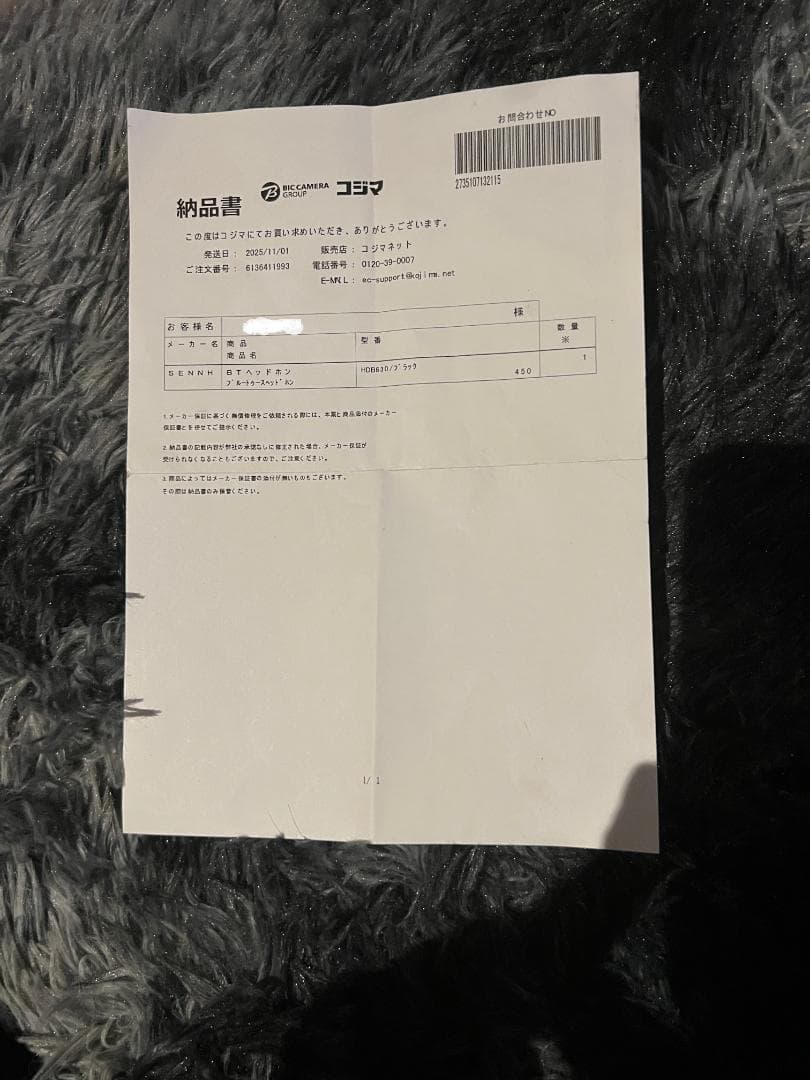 お問合わせNO
2735107132115
納品書
BIC CAMERA GROUP コジマ
この度はコジマにてお買い求めいただき、ありがとうございます。
発送日： 2025/11/01 販売店： コジマネット
ご注文番号： 6136411993 電話番号： 0120-39-0007
E-MAIL： ec-support@kojima.net
お客様名 様
メーカー名 商品 型番 数量
商品名 ※
SENNH BTヘッドホン HDB630/ブラック 450 1
ブルートゥースヘッドホン
1.メーカー保証に基づく無償修理をご依頼される際には、本票と商品添付のメーカー
保証書とを併せてご提示ください。
2.納品書の記載内容が弊社の承諾なしに修正された場合、メーカー保証が
受けられなくなることもございますので、ご注意ください。
3.商品によってはメーカー保証書の添付が無いものもございます。
その際は納品書のみ保管ください。
1/ 1